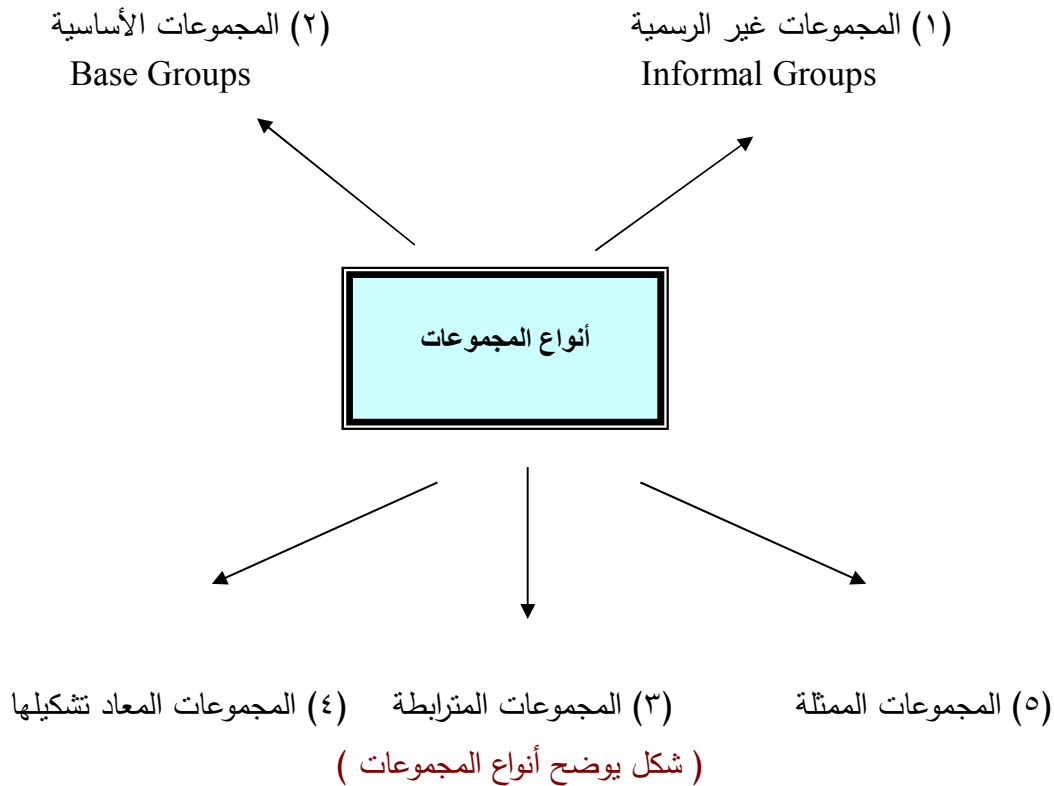 (١) المجموعات غير الرسمية
Informal Groups
(٢) المجموعات الأساسية
Base Groups
أنواع المجموعات
(٥) المجموعات الممثلة
(٣) المجموعات المترابطة
(٤) المجموعات المعاد تشكيلها
( شكل يوضح أنواع المجموعات )